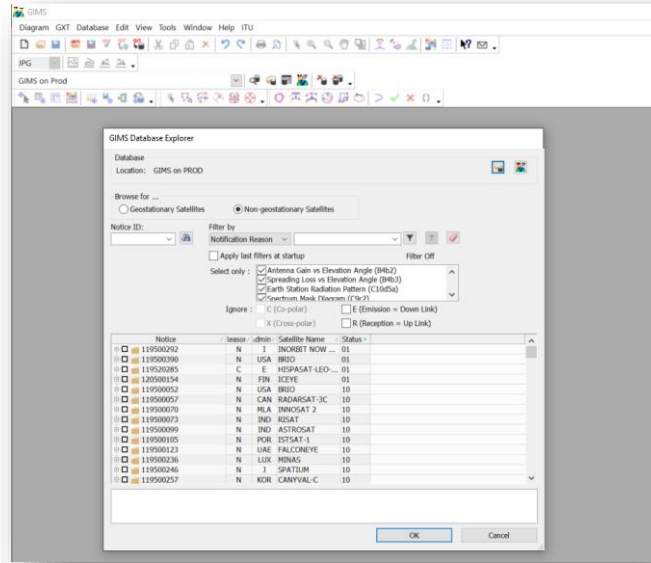 GIMS
Diagram GXT Database Edit View Tools Window Help ITU
JPG
GIMS on Prod
GIMS Database Explorer
Database
Location: GIMS on PROD
Browse for ...
Geostationary Satellites Non-geostationary Satellites
Notice ID: Filter by
Notification Reason
Apply last filters at startup Filter Off
Select only : Antenna Gain vs Elevation Angle (B4b2)
Spreading Loss vs Elevation Angle (B4b3)
Earth Station Radiation Pattern (C10d5a)
Spectrum Mask Diagram (C9c2)
Ignore : C (Co-polar) E (Emission = Down Link)
X (Cross-polar) R (Reception = Up Link)
Notice Satellite Name Status
119500292 N I INORBIT NOW ... 01
119500390 N USA BRIO 01
119520285 C E HISPASAT-LEO-... 01
120500154 N FIN ICEYE 01
119500052 N USA BRIO 10
119500057 N CAN RADARSAT-3C 10
119500070 N MLA INNOSAT 2 10
119500073 N IND RISAT 10
119500099 N IND ASTROSAT 10
119500105 N POR ISTSAT-1 10
119500123 N UAE FALCONEYE 10
119500236 N LUX MINAS 10
119500246 N J SPATIUM 10
119500257 N KOR CANYVAL-C 10
OK Cancel